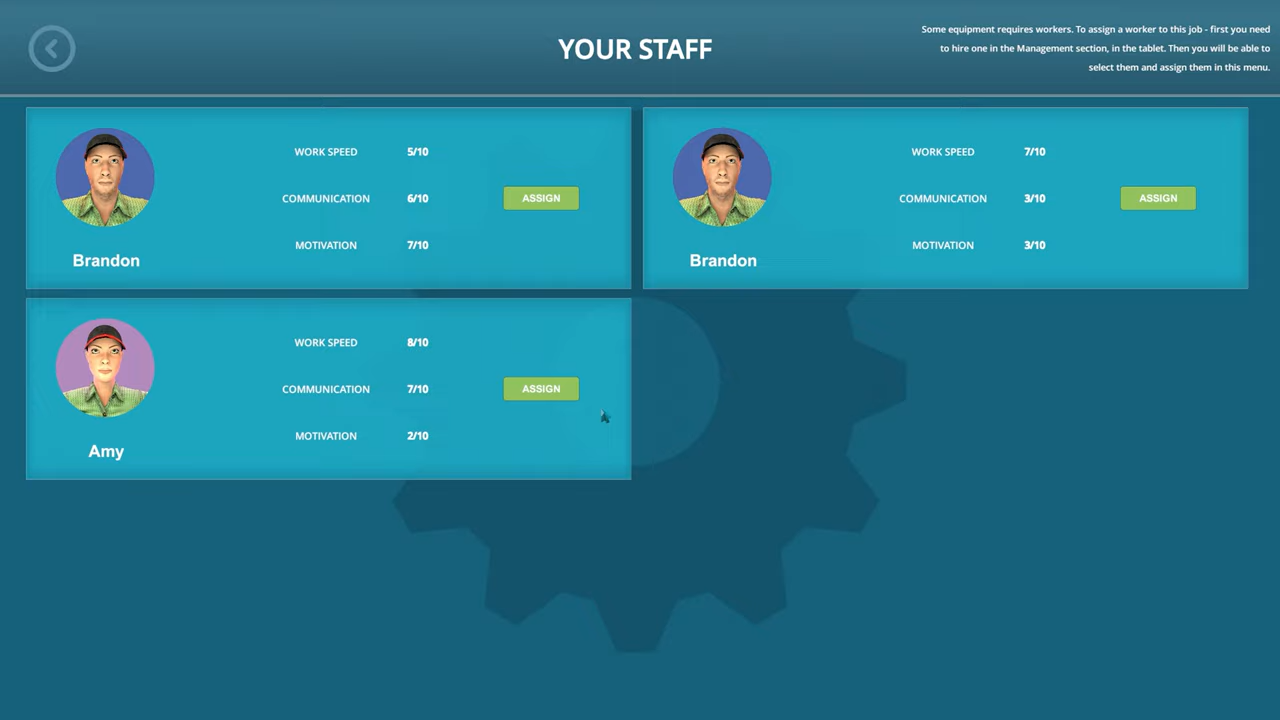 YOUR STAFF
Some equipment requires workers. To assign a worker to this job - first you need
to hire one in the Management section, in the tablet. Then you will be able to
select them and assign them in this menu.
WORK SPEED 5/10
COMMUNICATION 6/10
ASSIGN
MOTIVATION 7/10
Brandon
WORK SPEED 7/10
COMMUNICATION 3/10
ASSIGN
MOTIVATION 3/10
Brandon
WORK SPEED 8/10
COMMUNICATION 7/10
ASSIGN
MOTIVATION 2/10
Amy